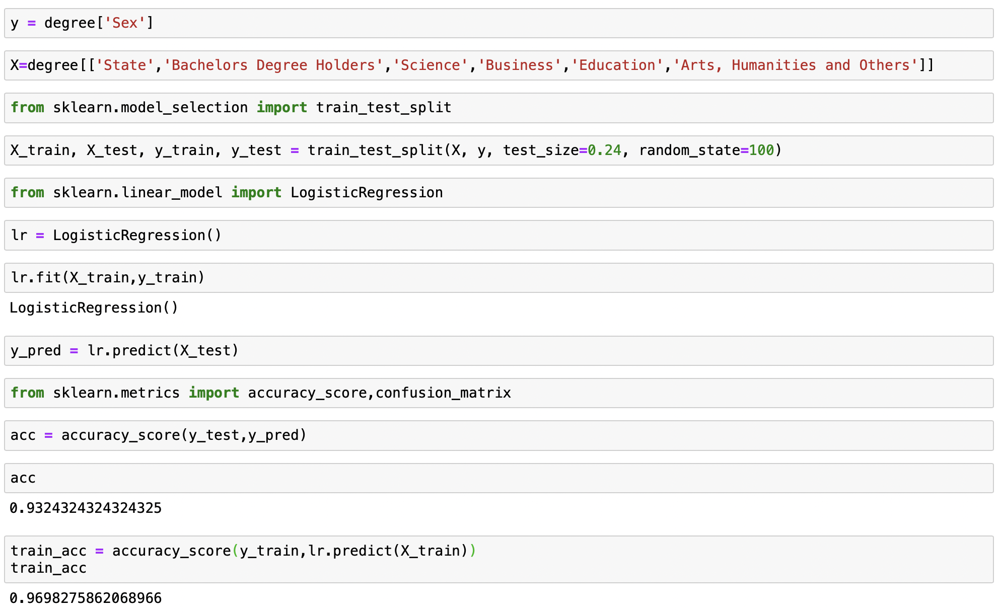 y = degree['Sex']
X=degree[['State','Bachelors Degree Holders','Science','Business','Education','Arts, Humanities and Others']]
from sklearn.model_selection import train_test_split
X_train, X_test, y_train, y_test = train_test_split(X, y, test_size=0.24, random_state=100)
from sklearn.linear_model import LogisticRegression
lr = LogisticRegression()
lr.fit(X_train,y_train)
LogisticRegression()
y_pred = lr.predict(X_test)
from sklearn.metrics import accuracy_score,confusion_matrix
acc = accuracy_score(y_test,y_pred)
acc
0.9324324324324325
train_acc = accuracy_score(y_train,lr.predict(X_train))
train_acc
0.9698275862068966